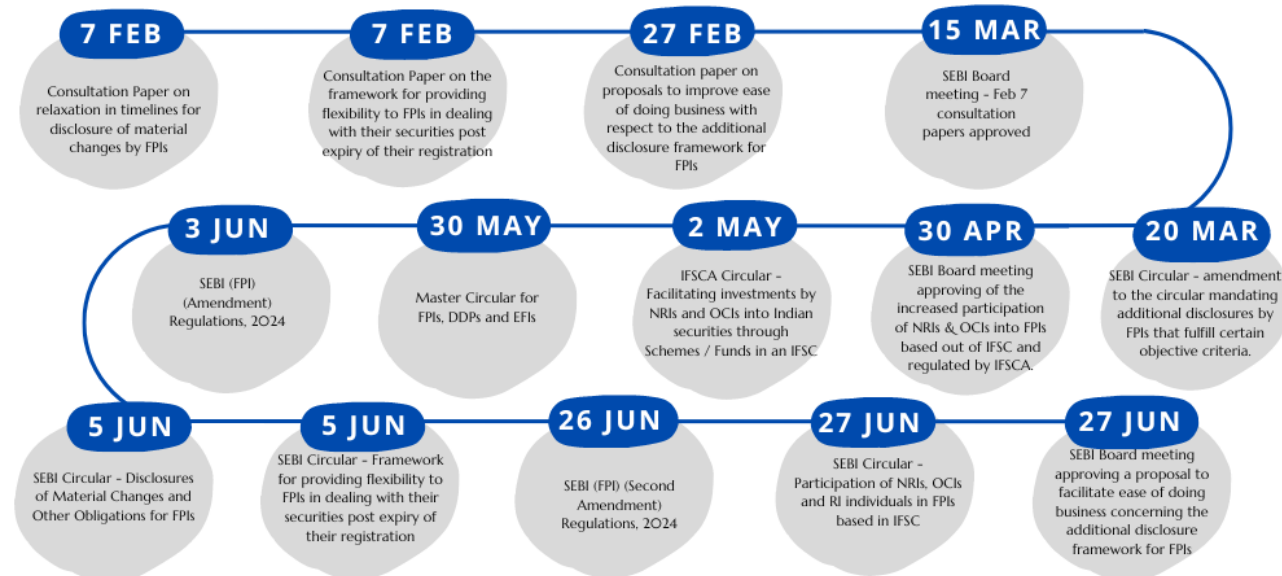 7 FEB
Consultation Paper on
relaxation in timelines for
disclosure of material
changes by FPIs
7 FEB
Consultation Paper on the
framework for providing
flexibility to FPIs in dealing
with their securities post
expiry of their registration
27 FEB
Consultation paper on
proposals to improve ease
of doing business with
respect to the additional
disclosure framework for
FPIs
15 MAR
SEBI Board
meeting - Feb 7
consultation
papers approved
20 MAR
SEBI Circular - amendment
to the circular mandating
additional disclosures by
FPIs that fulfill certain
objective criteria.
30 APR
SEBI Board meeting
approving of the
increased participation
of NRIs & OCIs into FPIs
based out of IFSC and
regulated by IFSCA.
2 MAY
IFSCA Circular -
Facilitating investments by
NRIs and OCIs into Indian
securities through
Schemes / Funds in an IFSC
30 MAY
Master Circular for
FPIs, DDPs and EFIs
3 JUN
SEBI (FPI)
(Amendment)
Regulations, 2024
5 JUN
SEBI Circular - Disclosures
of Material Changes and
Other Obligations for FPIs
5 JUN
SEBI Circular - Framework
for providing flexibility to
FPIs in dealing with their
securities post expiry of
their registration
26 JUN
SEBI (FPI) (Second
Amendment)
Regulations, 2024
27 JUN
SEBI Circular -
Participation of NRIs, OCIs
and RI individuals in FPIs
based in IFSC
27 JUN
SEBI Board meeting
approving a proposal to
facilitate ease of doing
business concerning the
additional disclosure
framework for FPIs